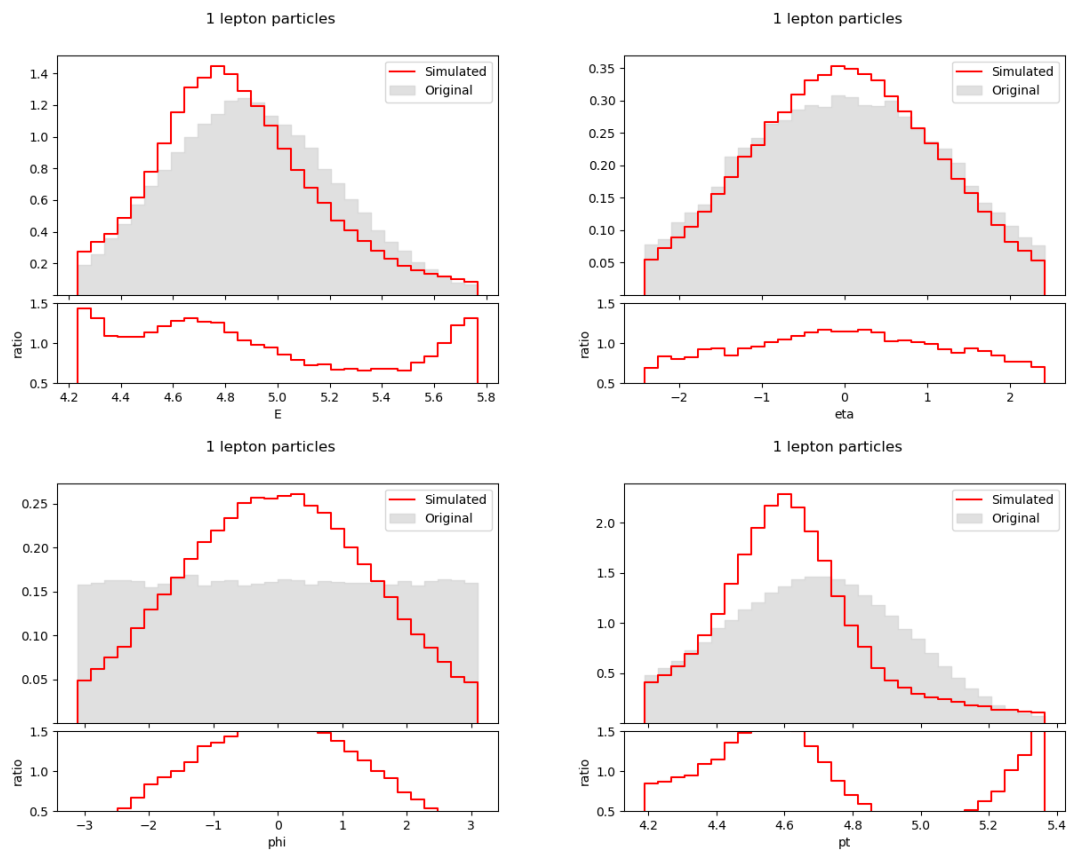 1 lepton particles
1 lepton particles
Simulated
Original
1.4
1.2
1.0
0.8
0.6
0.4
0.2
Simulated
Original
0.35
0.30
0.25
0.20
0.15
0.10
0.05
1.5
1.0
0.5
ratio
4.2 4.4 4.6 4.8 5.0 5.2 5.4 5.6 5.8
E
1.5
1.0
0.5
ratio
−2 −1 0 1 2
eta
1 lepton particles
1 lepton particles
Simulated
Original
0.25
0.20
0.15
0.10
0.05
Simulated
Original
2.0
1.5
1.0
0.5
1.5
1.0
0.5
ratio
−3 −2 −1 0 1 2 3
phi
1.5
1.0
0.5
ratio
4.2 4.4 4.6 4.8 5.0 5.2 5.4
pt